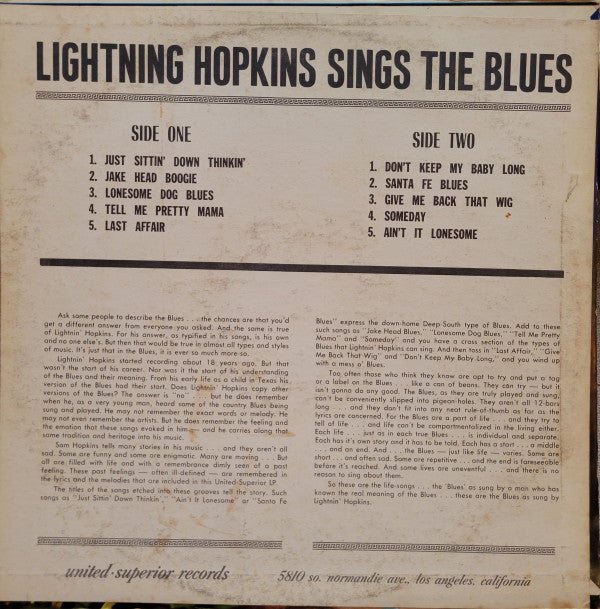 LIGHTNING HOPKINS SINGS THE BLUES
SIDE ONE
1. JUST SITTIN' DOWN THINKIN'
2. JAKE HEAD BOOGIE
3. LONESOME DOG BLUES
4. TELL ME PRETTY MAMA
5. LAST AFFAIR
SIDE TWO
1. DON'T KEEP MY BABY LONG
2. SANTA FE BLUES
3. GIVE ME BACK THAT WIG
4. SOMEDAY
5. AIN'T IT LONESOME
Ask some people to describe the Blues . . . the chances are that you'd
get a different answer from everyone you asked. And the same is true
of Lightnin' Hopkins. For his answer, as typified in his songs, is his own
and no one else's. But then that would be true in almost all types and styles
of music. It's just that in the Blues, it is ever so much more so.
Lightnin' Hopkins started recording about 18 years ago. But that
wasn't the start of his career. Nor was it the start of his understanding
of the Blues and their meaning. From his early life as a child in Texas his
version of the Blues had their start. Does Lightnin' Hopkins copy other
versions of the Blues? The answer is "no" . . . but he does remember
when he, as a very young man, heard some of the country Blues being
sung and played. He may not remember the exact words or melody. He
may not even remember the artists. But he does remember the feeling and
the emotion that these songs evoked in him — and he carries along that
same tradition and heritage into his music.
Sam Hopkins tells many stories in his music . . . and they aren't all
sad. Some are funny and some are enigmatic. Many are moving . . . But
all are filled with life and with a remembrance dimly seen of a past
feeling. These past feelings — often ill-defined — are remembered in
the lyrics and the melodies that are included in this United-Superior LP.
The titles of the songs etched into these grooves tell the story. Such
songs as "Just Sittin' Down Thinkin'," "Ain't It Lonesome" or "Santa Fe
Blues" express the down-home Deep-South type of Blues. Add to these
such songs as "Jake Head Blues," "Lonesome Dog Blues," "Tell Me Pretty
Mama" and "Someday" and you have a cross section of the types of
Blues that Lightnin' Hopkins can sing. And then toss in "Last Affair," "Give
Me Back That Wig" and "Don't Keep My Baby Long," and you wind up
with a mess o' Blues.
Too often those who think they know are apt to try and put a tag
or a label on the Blues . . . like a can of beans. They can try — but it
isn't gonna do any good. The Blues, as they are truly played and sung,
can't be conveniently slipped into pigeon-holes. They aren't all 12-bars
long . . . and they don't fit into any neat rule-of-thumb as far as the
lyrics are concerned. For the Blues are a part of life . . . and they try to
tell of life . . . and life can't be compartmentalized in the living either.
Each life . . . just as in each true Blues . . . is individual and separate.
Each has it's own story and it has to be told. Each has a start . . . a middle
. . . and an end. And . . . the Blues — just like life — varies. Some are
short . . . and often sad. Some are repetitive . . . and the end is foreseeable
before it's reached. And some lives are uneventful . . . and there is no
reason to sing about them.
So these are the life-songs . . . the 'Blues' as sung by a man who has
known the real meaning of the Blues . . . these are the Blues as sung by
Lightnin' Hopkins.
united-superior records
5810 so. normandie ave., los angeles, california